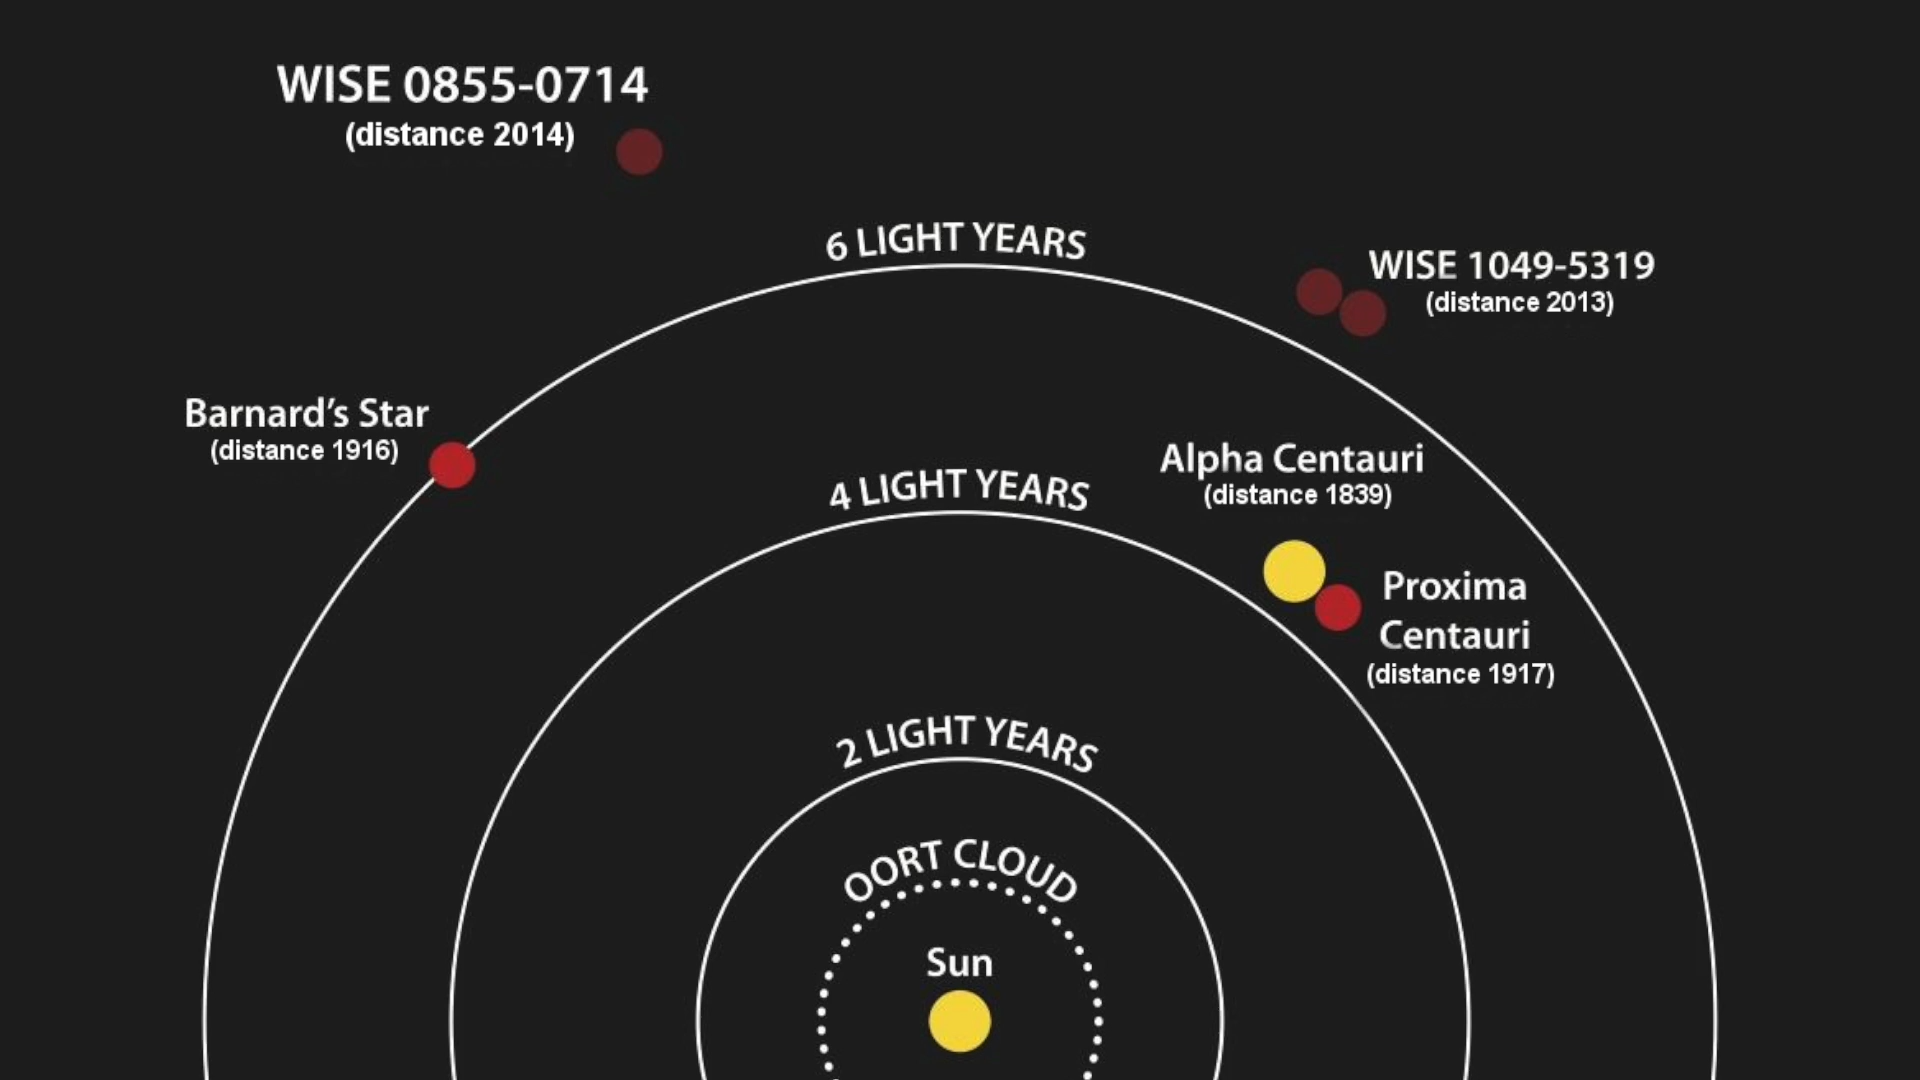 WISE 0855-0714
(distance 2014)
6 LIGHT YEARS
WISE 1049-5319
(distance 2013)
Barnard's Star
(distance 1916)
Alpha Centauri
(distance 1839)
4 LIGHT YEARS
Proxima
Centauri
(distance 1917)
2 LIGHT YEARS
OORT CLOUD
Sun